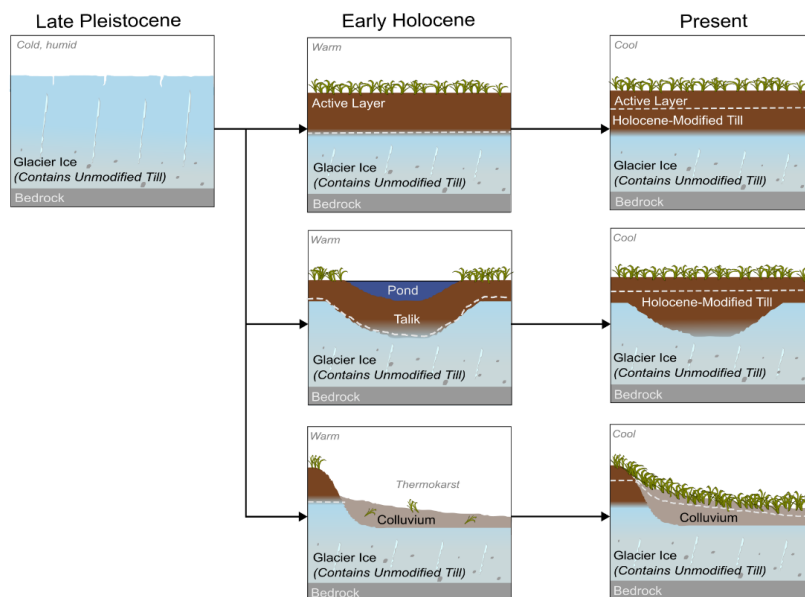 Late Pleistocene
Early Holocene
Present
Cold, humid
Glacier Ice
(Contains Unmodified Till)
Bedrock
Warm
Active Layer
Glacier Ice
(Contains Unmodified Till)
Bedrock
Cool
Active Layer
Holocene-Modified Till
Glacier Ice
(Contains Unmodified Till)
Bedrock
Warm
Pond
Talik
Glacier Ice
(Contains Unmodified Till)
Bedrock
Cool
Holocene-Modified Till
Glacier Ice
(Contains Unmodified Till)
Bedrock
Warm
Thermokarst
Colluvium
Glacier Ice
(Contains Unmodified Till)
Bedrock
Cool
Colluvium
Glacier Ice
(Contains Unmodified Till)
Bedrock